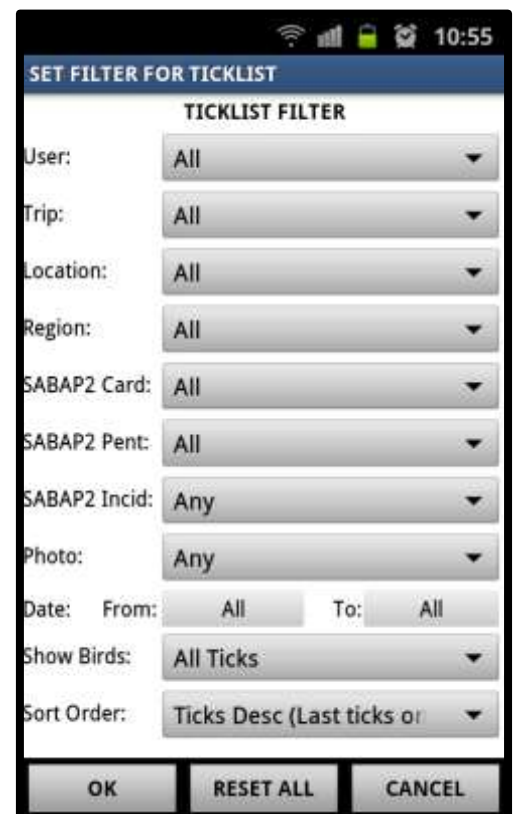 10:55
SET FILTER FOR TICKLIST
TICKLIST FILTER
User: All
Trip: All
Location: All
Region: All
SABAP2 Card: All
SABAP2 Pent: All
SABAP2 Incid: Any
Photo: Any
Date: From: All To: All
Show Birds: All Ticks
Sort Order: Ticks Desc (Last ticks or
OK RESET ALL CANCEL